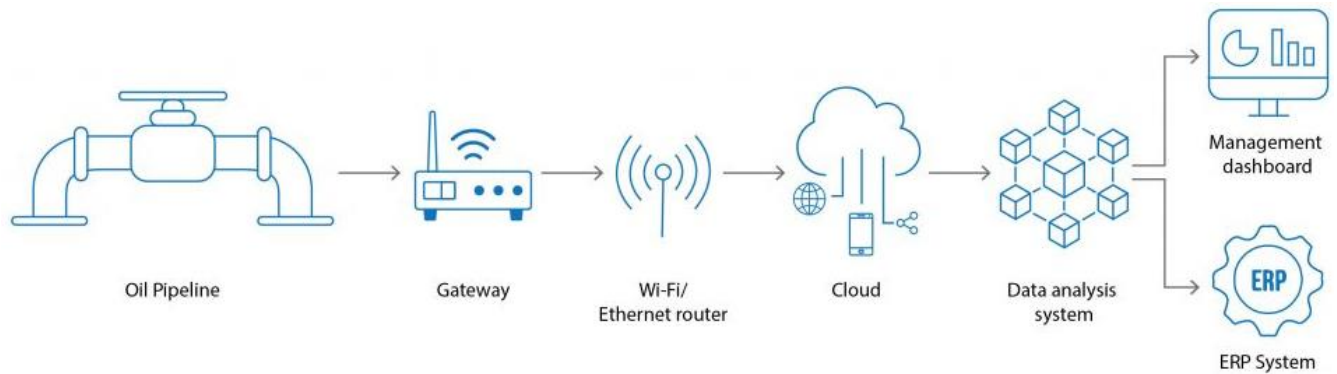 Oil Pipeline
Gateway
Wi-Fi/
Ethernet router
Cloud
Data analysis
system
Management
dashboard
ERP
ERP System